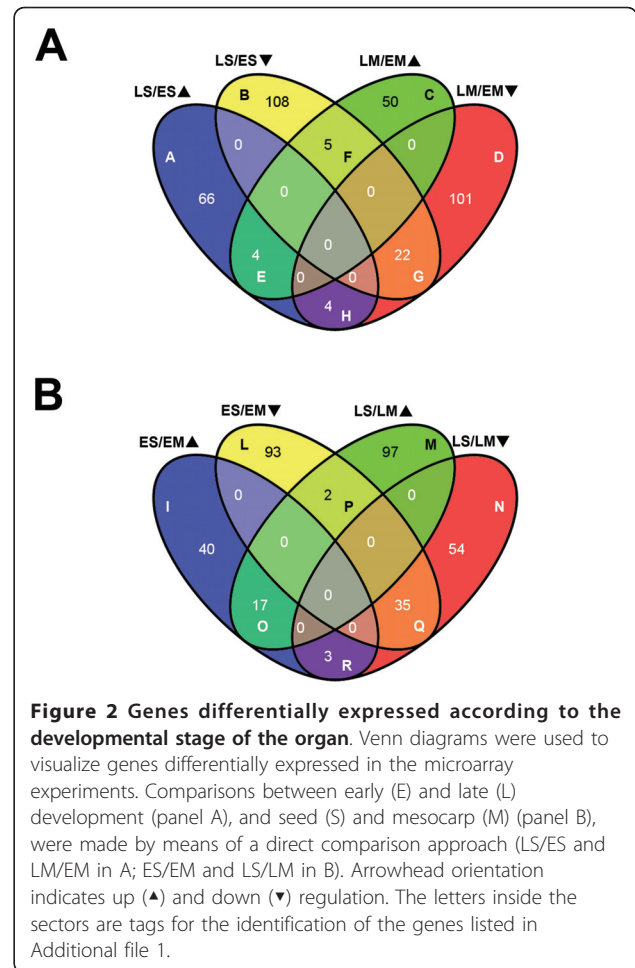 A
LS/ES▼ LM/EM▲
LS/ES▲ LM/EM▼
B 108 50 C
0 5 F 0
A D
66 0 0 101
4 0 22
E 0 0 G
4 H
B
ES/EM▼ LS/LM▲
ES/EM▲ LS/LM▼
L 93 97 M
0 2 P 0
I N
40 0 0 54
17 0 35
O 0 0 Q
3 R
Figure 2 Genes differentially expressed according to the
developmental stage of the organ. Venn diagrams were used to
visualize genes differentially expressed in the microarray
experiments. Comparisons between early (E) and late (L)
development (panel A), and seed (S) and mesocarp (M) (panel B),
were made by means of a direct comparison approach (LS/ES and
LM/EM in A; ES/EM and LS/LM in B). Arrowhead orientation
indicates up (▲) and down (▼) regulation. The letters inside the
sectors are tags for the identification of the genes listed in
Additional file 1.